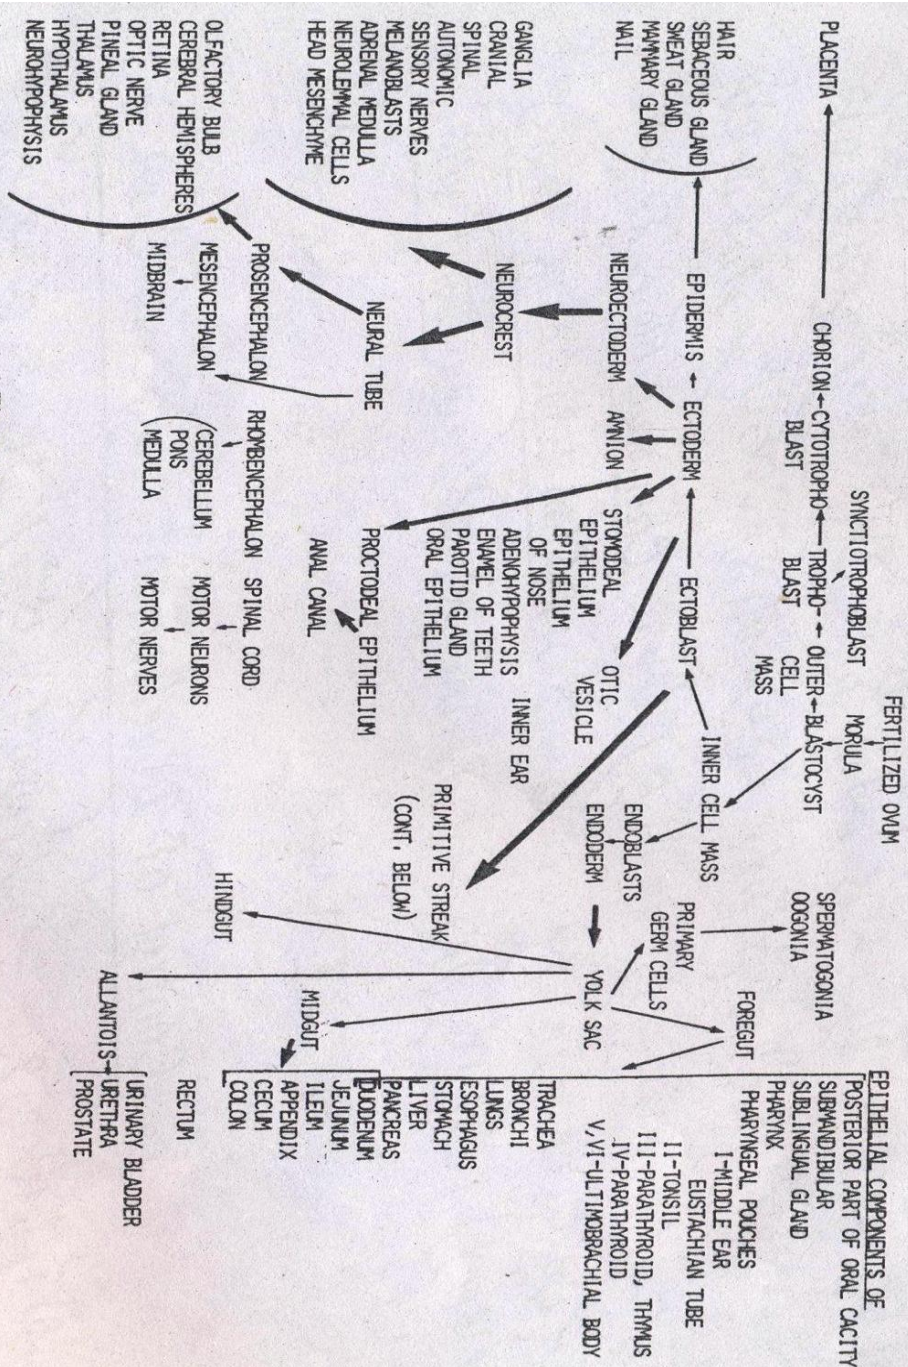 FERTILIZED OVUM
MORULA
BLASTOCYST
OUTER
CELL
MASS
TROPHO-
BLAST
SYNCTIOTROPHOBLAST
CYTOTROPHO-
BLAST
CHORION
PLACENTA
INNER CELL MASS
ECTOBLAST
ECTODERM
EPIDERMIS
HAIR
SEBACEOUS GLAND
SWEAT GLAND
MAMMARY GLAND
NAIL
NEUROECTODERM
AMNION
STOMODEAL
EPITHELIUM
EPITHELIUM
OF NOSE
ADENOHYPOPHYSIS
ENAMEL OF TEETH
PAROTID GLAND
ORAL EPITHELIUM
OTIC
VESICLE
INNER EAR
NEUROCREST
GANGLIA
CRANIAL
SPINAL
AUTONOMIC
SENSORY NERVES
MELANOBLASTS
ADRENAL MEDULLA
NEUROLEMMAL CELLS
HEAD MESENCHYME
NEURAL TUBE
PROCTODEAL EPITHELIUM
ANAL CANAL
PROSENCEPHALON
RHOMBENCEPHALON
SPINAL CORD
OLFACTORY BULB
CEREBRAL HEMISPHERES
RETINA
OPTIC NERVE
PINEAL GLAND
THALAMUS
HYPOTHALAMUS
NEUROHYPOPHYSIS
MESENCEPHALON
MIDBRAIN
CEREBELLUM
PONS
MEDULLA
MOTOR NEURONS
MOTOR NERVES
PRIMITIVE STREAK
(CONT. BELOW)
ENDOBLASTS
ENDODERM
YOLK SAC
PRIMARY
GERM CELLS
SPERMATOGONIA
OOGONIA
FOREGUT
MIDGUT
HINDGUT
ALLANTOIS
EPITHELIAL COMPONENTS OF
POSTERIOR PART OF ORAL CACITY
SUBMANDIBULAR
SUBLINGUAL GLAND
PHARYNX
PHARYNGEAL POUCHES
I-MIDDLE EAR
EUSTACHIAN TUBE
II-TONSIL
III-PARATHYROID, THYMUS
IV-PARATHYROID
V,VI-ULTIMOBRACHIAL BODY
TRACHEA
BRONCHI
LUNGS
ESOPHAGUS
STOMACH
LIVER
PANCREAS
DUODENUM
JEJUNUM
ILEUM
APPENDIX
CECUM
COLON
RECTUM
URINARY BLADDER
URETHRA
PROSTATE